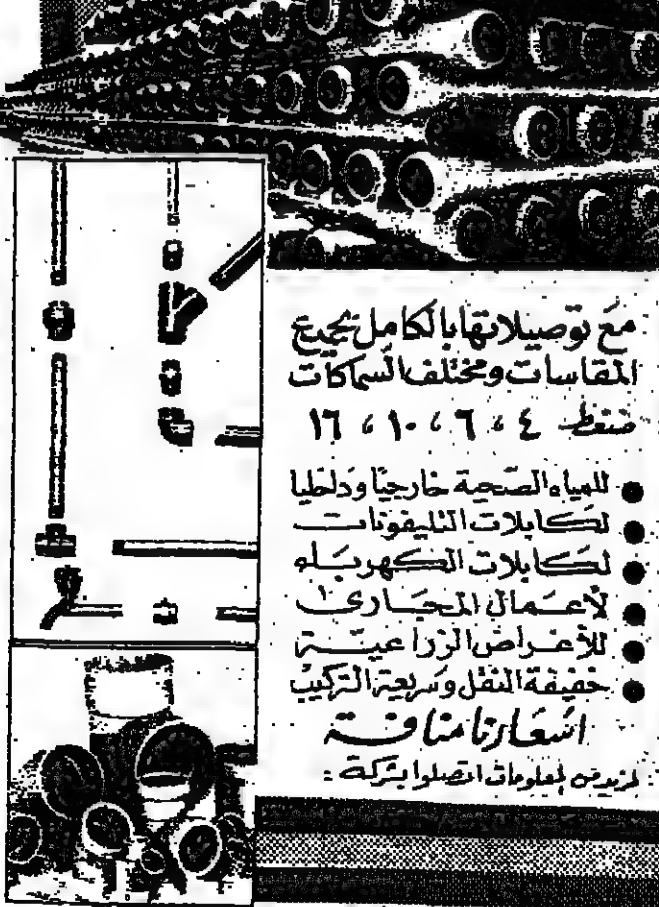 مع توصيلاتها بالكامل بجميع
المقاسات ومختلف السماكات
ضغط ٤ ، ٦ ، ١٠ ، ١٦
● للمياه الصحية خارجيًا وداخليا
● لكابلات التليفونات
● لكابلات الكهرباء
● لأعمال المجاري
● للأغراض الزراعية
● خفيفة النقل وسريعة التركيب
اسعارنا منافسة
لمزيد من المعلومات اتصلوا بشركة :